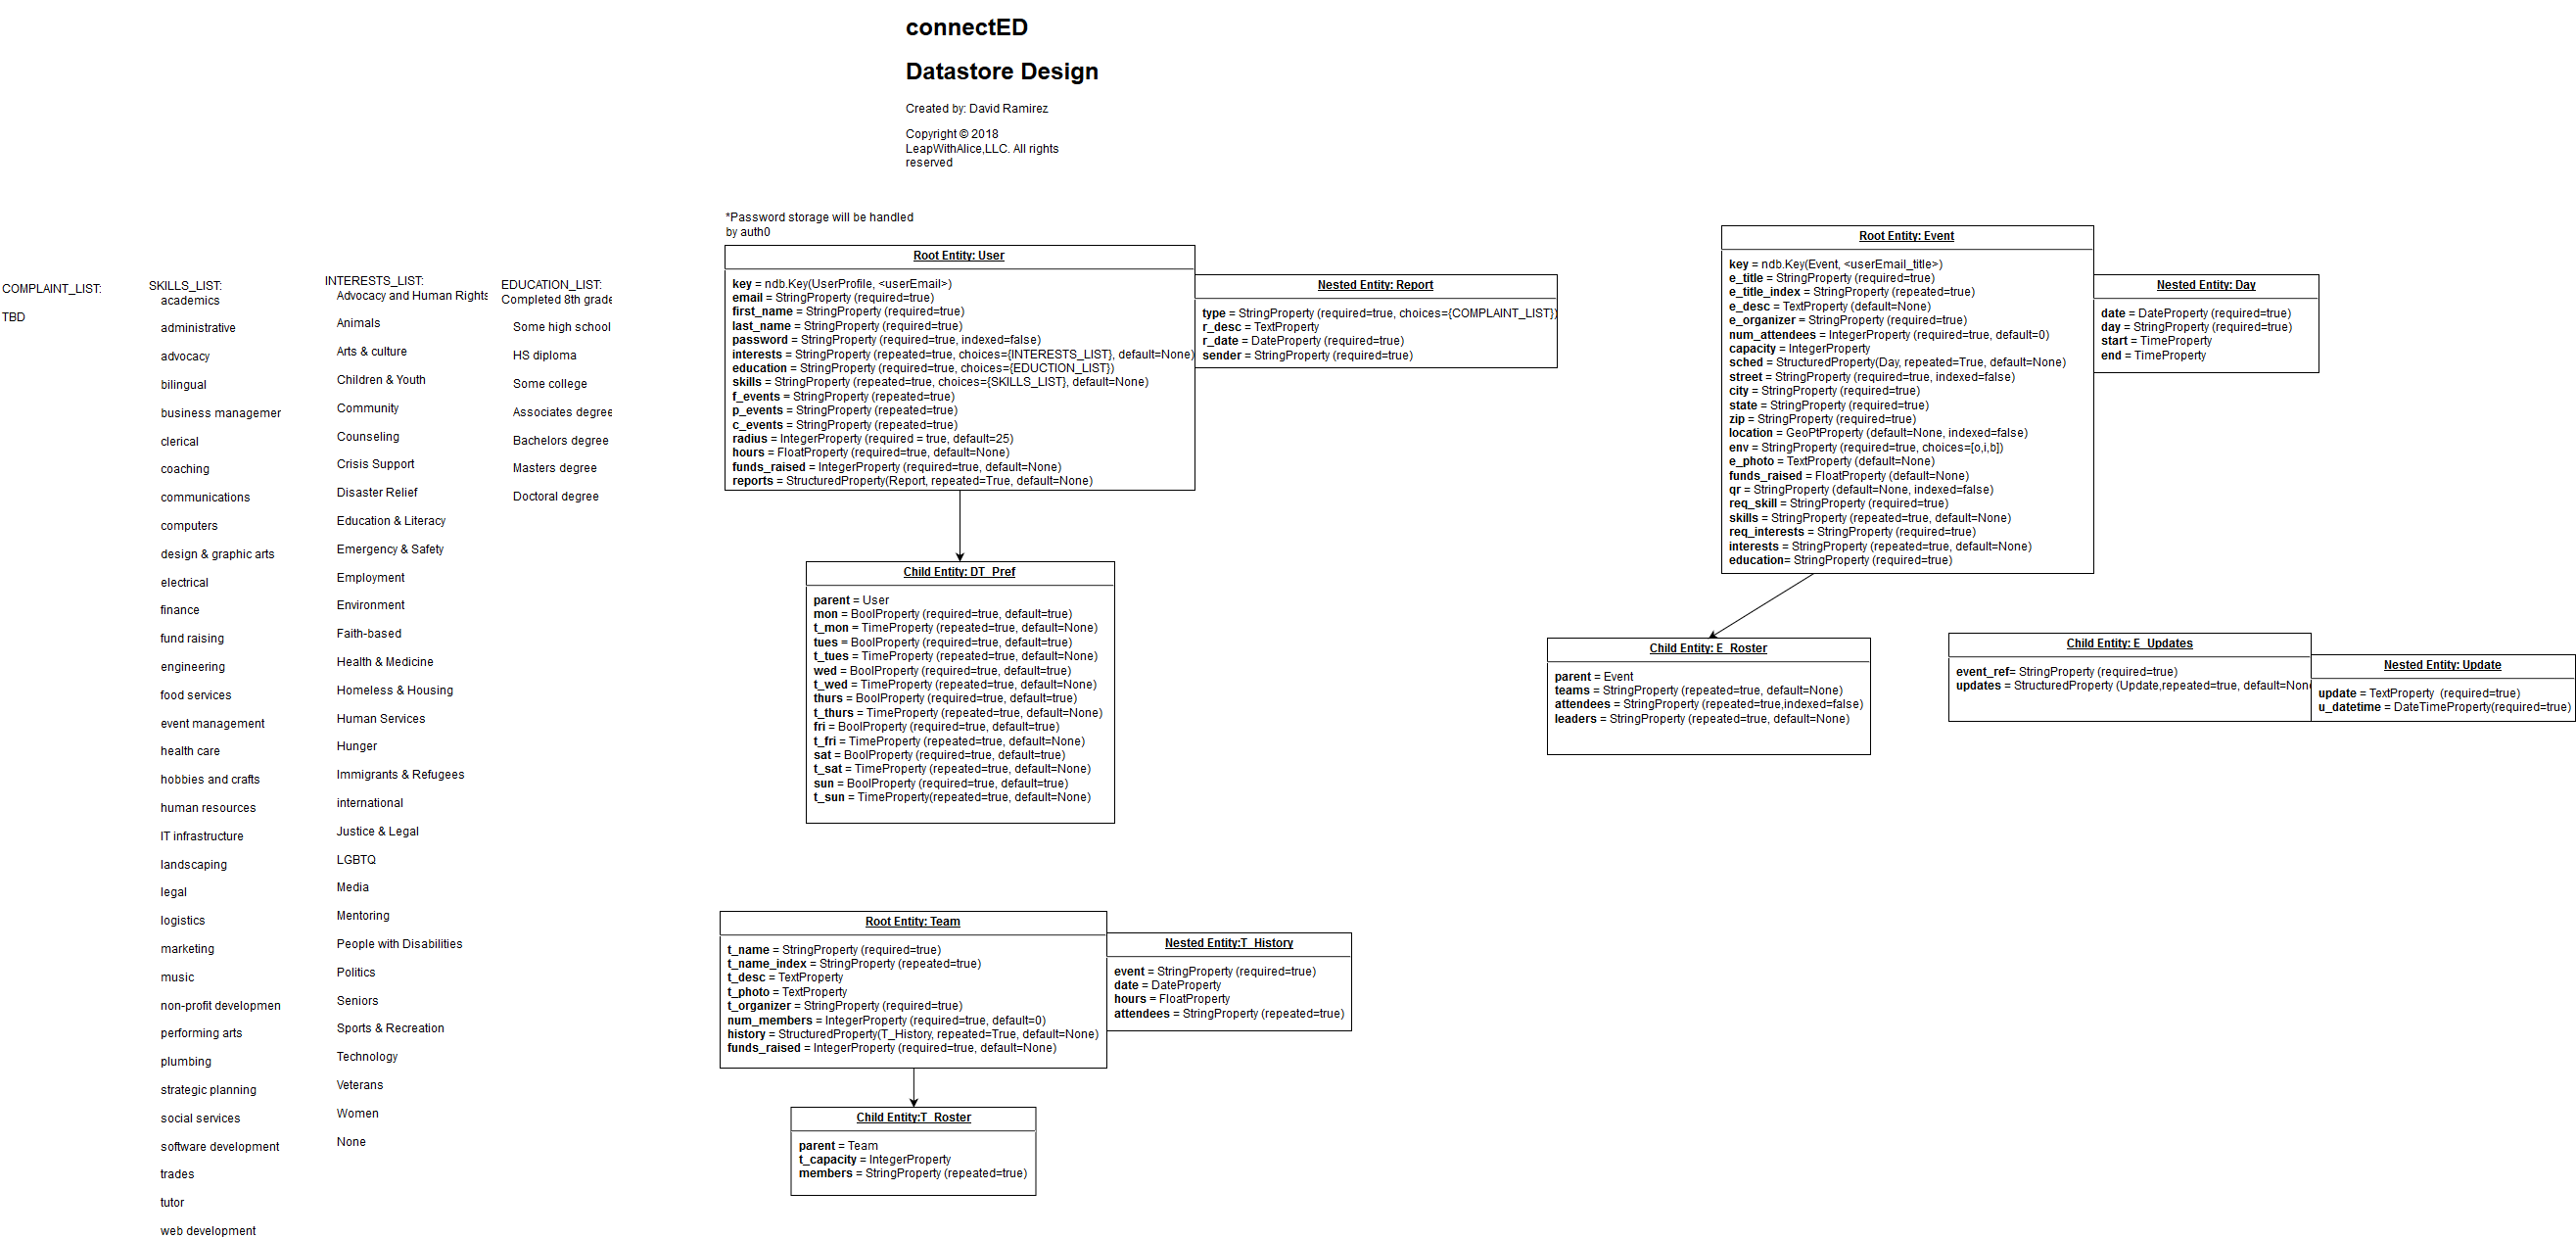 connectED
Datastore Design
Created by: David Ramirez
Copyright © 2018
LeapWithAlice,LLC. All rights
reserved
COMPLAINT_LIST:
TBD
SKILLS_LIST:
academics
administrative
advocacy
bilingual
business managemer
clerical
coaching
communications
computers
design & graphic arts
electrical
finance
fund raising
engineering
food services
event management
health care
hobbies and crafts
human resources
IT infrastructure
landscaping
legal
logistics
marketing
music
non-profit developmen
performing arts
plumbing
strategic planning
social services
software development
trades
tutor
web development
INTERESTS_LIST:
Advocacy and Human Rights
Animals
Arts & culture
Children & Youth
Community
Counseling
Crisis Support
Disaster Relief
Education & Literacy
Emergency & Safety
Employment
Environment
Faith-based
Health & Medicine
Homeless & Housing
Human Services
Hunger
Immigrants & Refugees
international
Justice & Legal
LGBTQ
Media
Mentoring
People with Disabilities
Politics
Seniors
Sports & Recreation
Technology
Veterans
Women
None
EDUCATION_LIST:
Completed 8th grade
Some high school
HS diploma
Some college
Associates degree
Bachelors degree
Masters degree
Doctoral degree
*Password storage will be handled
by auth0
Root Entity: User
key = ndb.Key(UserProfile, <userEmail>)
email = StringProperty (required=true)
first_name = StringProperty (required=true)
last_name = StringProperty (required=true)
password = StringProperty (required=true, indexed=false)
interests = StringProperty (repeated=true, choices={INTERESTS_LIST}, default=None)
education = StringProperty (required=true, choices={EDUCTION_LIST})
skills = StringProperty (repeated=true, choices={SKILLS_LIST}, default=None)
f_events = StringProperty (repeated=true)
p_events = StringProperty (repeated=true)
c_events = StringProperty (repeated=true)
radius = IntegerProperty (required = true, default=25)
hours = FloatProperty (required=true, default=None)
funds_raised = IntegerProperty (required=true, default=None)
reports = StructuredProperty(Report, repeated=True, default=None)
Nested Entity: Report
type = StringProperty (required=true, choices={COMPLAINT_LIST})
r_desc = TextProperty
r_date = DateProperty (required=true)
sender = StringProperty (required=true)
Child Entity: DT_Pref
parent = User
mon = BoolProperty (required=true, default=true)
t_mon = TimeProperty (repeated=true, default=None)
tues = BoolProperty (required=true, default=true)
t_tues = TimeProperty (repeated=true, default=None)
wed = BoolProperty (required=true, default=true)
t_wed = TimeProperty (repeated=true, default=None)
thurs = BoolProperty (required=true, default=true)
t_thurs = TimeProperty (repeated=true, default=None)
fri = BoolProperty (required=true, default=true)
t_fri = TimeProperty (repeated=true, default=None)
sat = BoolProperty (required=true, default=true)
t_sat = TimeProperty (repeated=true, default=None)
sun = BoolProperty (required=true, default=true)
t_sun = TimeProperty(repeated=true, default=None)
Root Entity: Team
t_name = StringProperty (required=true)
t_name_index = StringProperty (repeated=true)
t_desc = TextProperty
t_photo = TextProperty
t_organizer = StringProperty (required=true)
num_members = IntegerProperty (required=true, default=0)
history = StructuredProperty(T_History, repeated=True, default=None)
funds_raised = IntegerProperty (required=true, default=None)
Nested Entity:T_History
event = StringProperty (required=true)
date = DateProperty
hours = FloatProperty
attendees = StringProperty (repeated=true)
Child Entity:T_Roster
parent = Team
t_capacity = IntegerProperty
members = StringProperty (repeated=true)
Root Entity: Event
key = ndb.Key(Event, <userEmail_title>)
e_title = StringProperty (required=true)
e_title_index = StringProperty (repeated=true)
e_desc = TextProperty (default=None)
e_organizer = StringProperty (required=true)
num_attendees = IntegerProperty (required=true, default=0)
capacity = IntegerProperty
sched = StructuredProperty(Day, repeated=True, default=None)
street = StringProperty (required=true, indexed=false)
city = StringProperty (required=true)
state = StringProperty (required=true)
zip = StringProperty (required=true)
location = GeoPtProperty (default=None, indexed=false)
env = StringProperty (required=true, choices=[o,i,b])
e_photo = TextProperty (default=None)
funds_raised = FloatProperty (default=None)
qr = StringProperty (default=None, indexed=false)
req_skill = StringProperty (required=true)
skills = StringProperty (repeated=true, default=None)
req_interests = StringProperty (required=true)
interests = StringProperty (repeated=true, default=None)
education= StringProperty (required=true)
Nested Entity: Day
date = DateProperty (required=true)
day = StringProperty (required=true)
start = TimeProperty
end = TimeProperty
Child Entity: E_Roster
parent = Event
teams = StringProperty (repeated=true, default=None)
attendees = StringProperty (repeated=true,indexed=false)
leaders = StringProperty (repeated=true, default=None)
Child Entity: E_Updates
event_ref= StringProperty (required=true)
updates = StructuredProperty (Update,repeated=true, default=None
Nested Entity: Update
update = TextProperty (required=true)
u_datetime = DateTimeProperty(required=true)